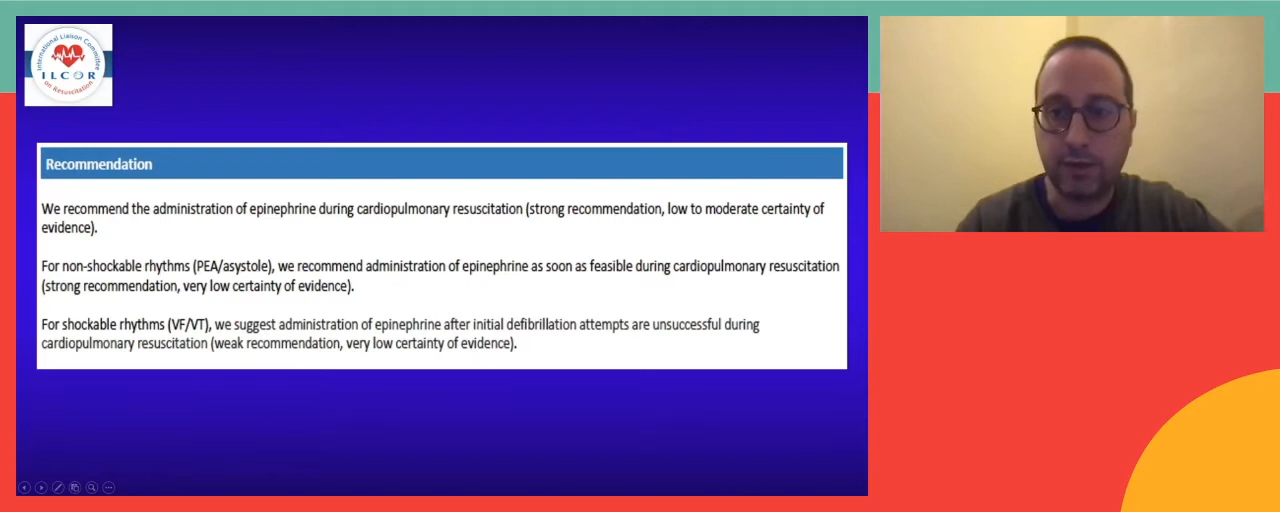 International Liaison Committee
ILCOR
on Resuscitation
Recommendation
We recommend the administration of epinephrine during cardiopulmonary resuscitation (strong recommendation, low to moderate certainty of
evidence).
For non-shockable rhythms (PEA/asystole), we recommend administration of epinephrine as soon as feasible during cardiopulmonary resuscitation
(strong recommendation, very low certainty of evidence).
For shockable rhythms (VF/VT), we suggest administration of epinephrine after initial defibrillation attempts are unsuccessful during
cardiopulmonary resuscitation (weak recommendation, very low certainty of evidence).